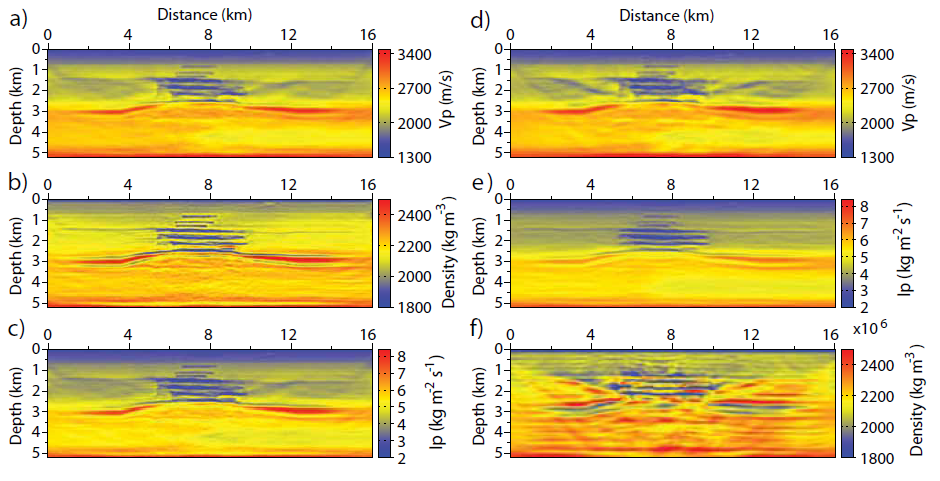 Distance (km)
Distance (km)
a)
0 4 8 12 16
d)
0 4 8 12 16
0
1
2
3
4
5
Depth (km)
3400
2700
2000
1300
Vp (m/s)
0
1
2
3
4
5
Depth (km)
3400
2700
2000
1300
Vp (m/s)
b)
0 4 8 12 16
e)
0 4 8 12 16
0
1
2
3
4
5
Depth (km)
2400
2200
2000
1800
Density (kg m-3)
0
1
2
3
4
5
Depth (km)
8
7
6
5
4
3
2
Ip (kg m-2 s-1)
c)
0 4 8 12 16
f)
0 4 8 12 16
x10 6
0
1
2
3
4
5
Depth (km)
8
7
6
5
4
3
2
Ip (kg m-2 s-1)
0
1
2
3
4
5
Depth (km)
2400
2200
2000
1800
Density (kg m3)